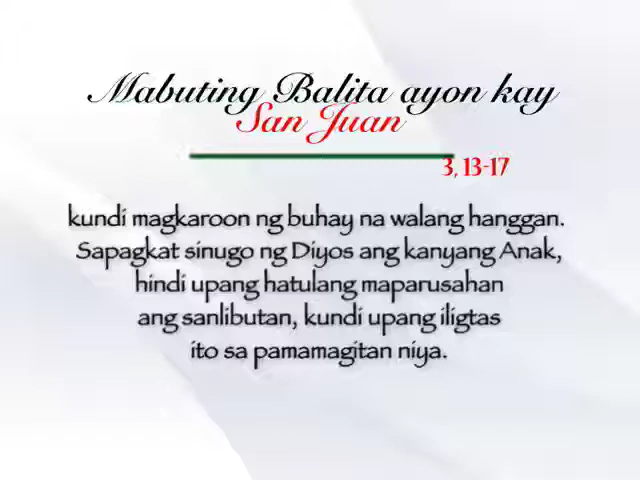 Mabuting Balita ayon kay
San Juan
3, 13-17
kundi magkaroon ng buhay na walang hanggan.
Sapagkat sinugo ng Diyos ang kanyang Anak,
hindi upang hatulang maparusahan
ang sanlibutan, kundi upang iligtas
ito sa pamamagitan niya.